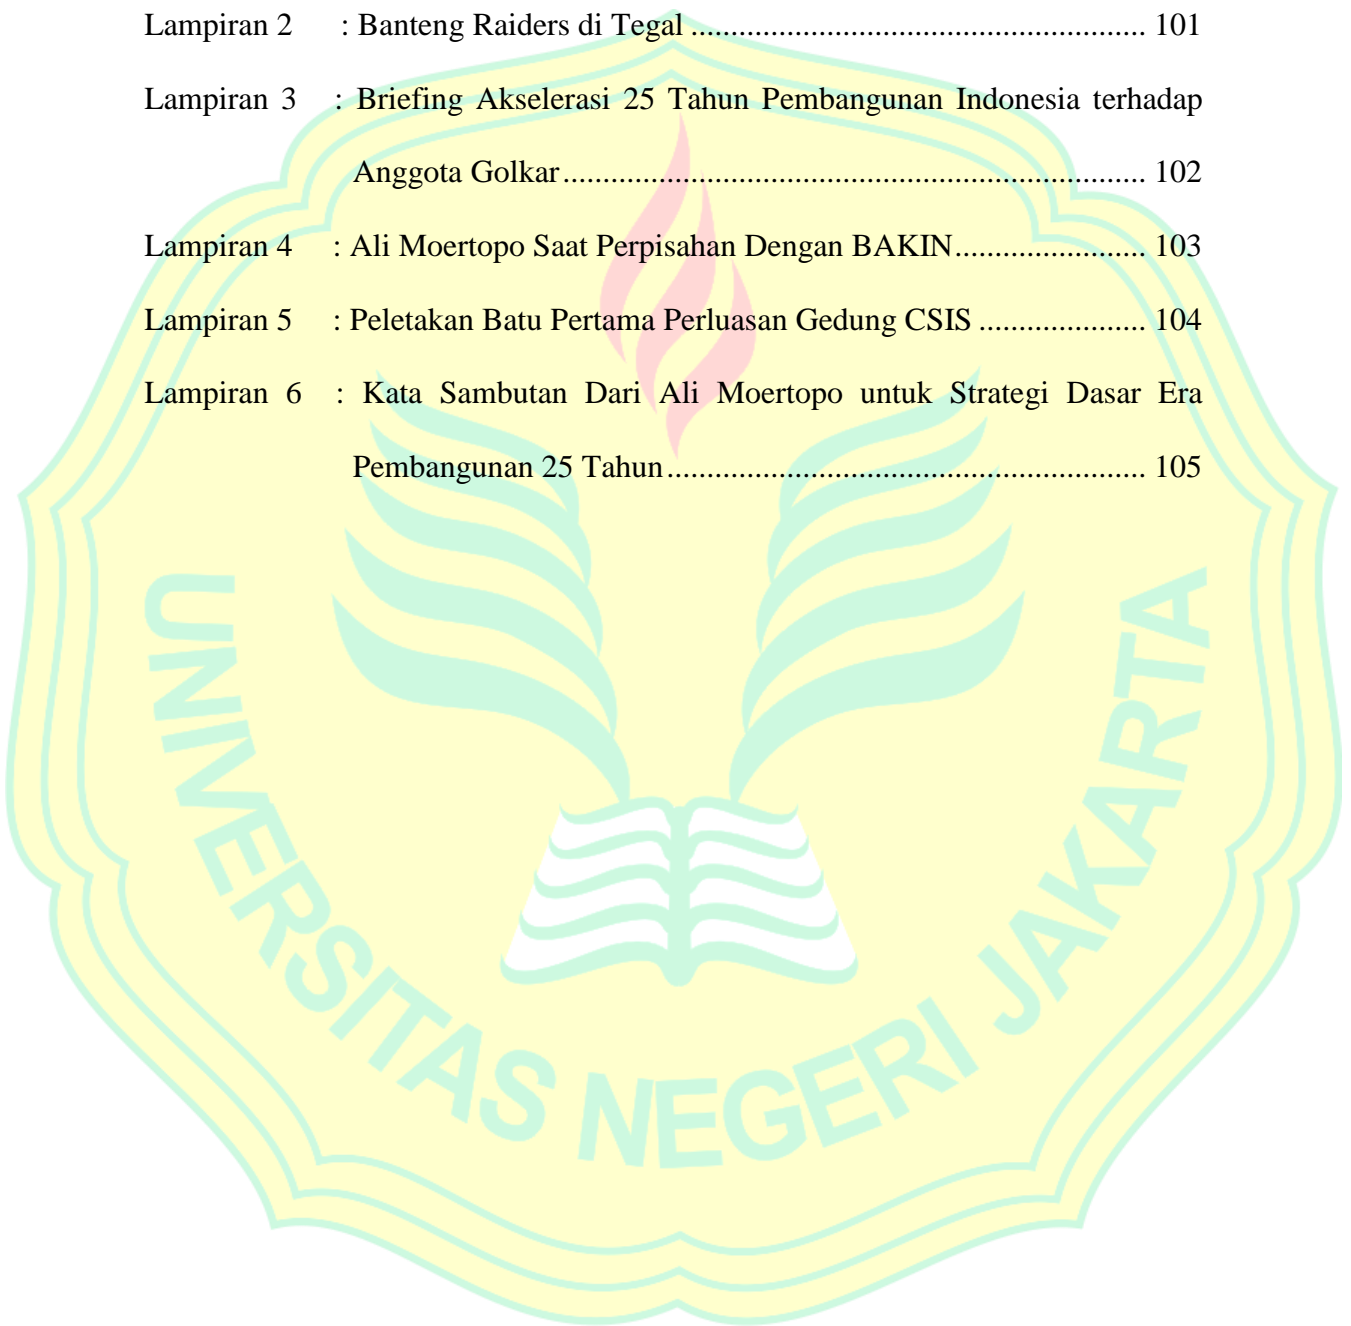 Lampiran 2 : Banteng Raiders di Tegal ......................................................... 101
Lampiran 3 : Briefing Akselerasi 25 Tahun Pembangunan Indonesia terhadap
Anggota Golkar......................................................................... 102
Lampiran 4 : Ali Moertopo Saat Perpisahan Dengan BAKIN........................ 103
Lampiran 5 : Peletakan Batu Pertama Perluasan Gedung CSIS ..................... 104
Lampiran 6 : Kata Sambutan Dari Ali Moertopo untuk Strategi Dasar Era
Pembangunan 25 Tahun............................................................ 105
UNIVERSITAS NEGERI JAKARTA